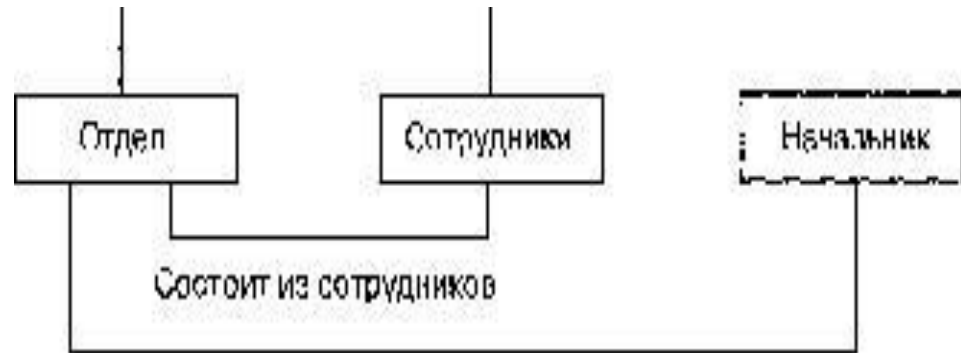 Отдел
Сотрудники
Начальник
Состоит из сотрудников